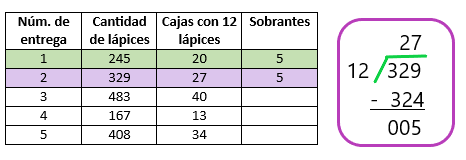 Núm. de entrega Cantidad de lápices Cajas con 12 lápices Sobrantes
1 245 20 5
2 329 27 5
3 483 40
4 167 13
5 408 34
27
12 329
- 324
005